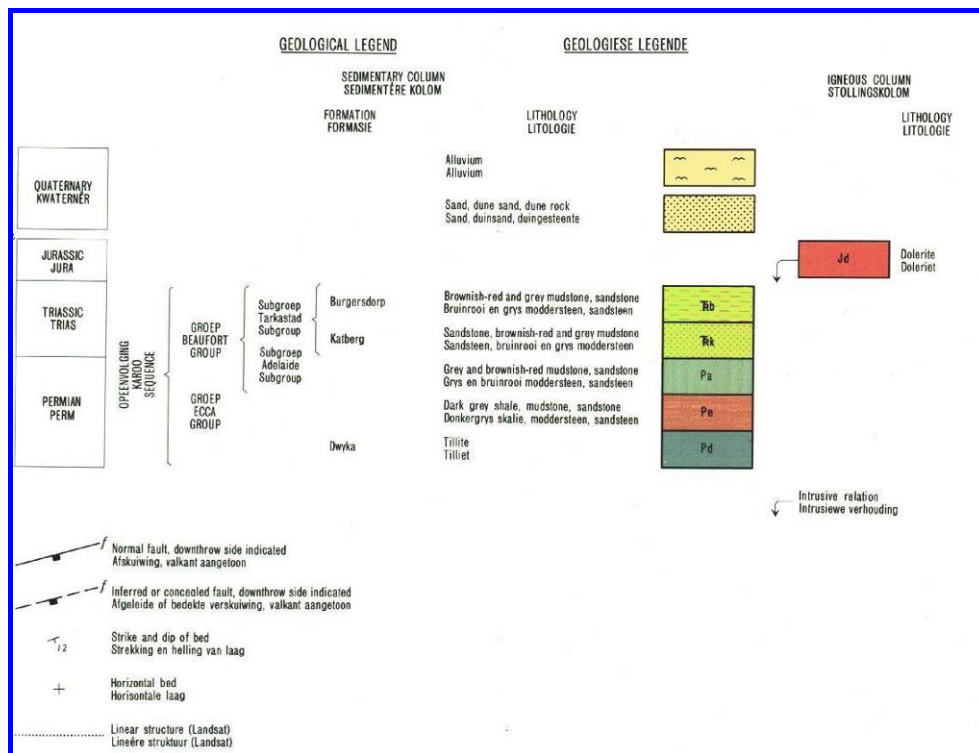 GEOLOGICAL LEGEND
GEOLOGIESE LEGENDE
SEDIMENTARY COLUMN
SEDIMENTÊRE KOLOM
IGNEOUS COLUMN
STOLLINGSKOLOM
FORMATION
FORMASIE
LITHOLOGY
LITOLOGIE
LITHOLOGY
LITOLOGIE
QUATERNARY
KWATERNÊR
Alluvium
Alluvium
Sand, dune sand, dune rock
Sand, duinsand, duingesteente
JURASSIC
JURA
Jd
Dolerite
Doleriet
TRIASSIC
TRIAS
PERMIAN
PERM
OPEENVOLGING
KAROO
SEQUENCE
GROEP
BEAUFORT
GROUP
GROEP
ECCA
GROUP
Subgroep
Tarkastad
Subgroup
Subgroep
Adelaide
Subgroup
Burgersdorp
Katberg
Dwyka
Brownish-red and grey mudstone, sandstone
Bruinrooi en grys moddersteen, sandsteen
Sandstone, brownish-red and grey mudstone
Sandsteen, bruinrooi en grys moddersteen
Grey and brownish-red mudstone, sandstone
Grys en bruinrooi moddersteen, sandsteen
Dark grey shale, mudstone, sandstone
Donkergrys skalie, moddersteen, sandsteen
Tillite
Tilliet
Trb
Trk
Pa
Pe
Pd
Intrusive relation
Intrusiewe verhouding
f
Normal fault, downthrow side indicated
Afskuiwing, valkant aangetoon
f
Inferred or concealed fault, downthrow side indicated
Afgeleide of bedekte verskuiwing, valkant aangetoon
12
Strike and dip of bed
Strekking en helling van laag
Horizontal bed
Horisontale laag
Linear structure (Landsat)
Lineêre struktuur (Landsat)